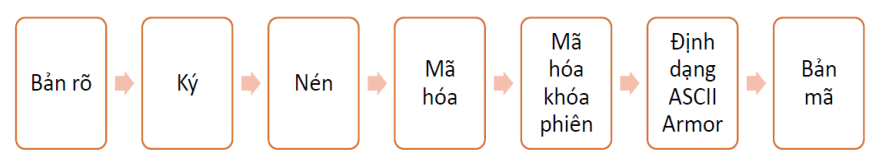 Bản rõ
Ký
Nén
Mã
hóa
Mã
hóa
khóa
phiên
Định
dạng
ASCII
Armor
Bản
mã